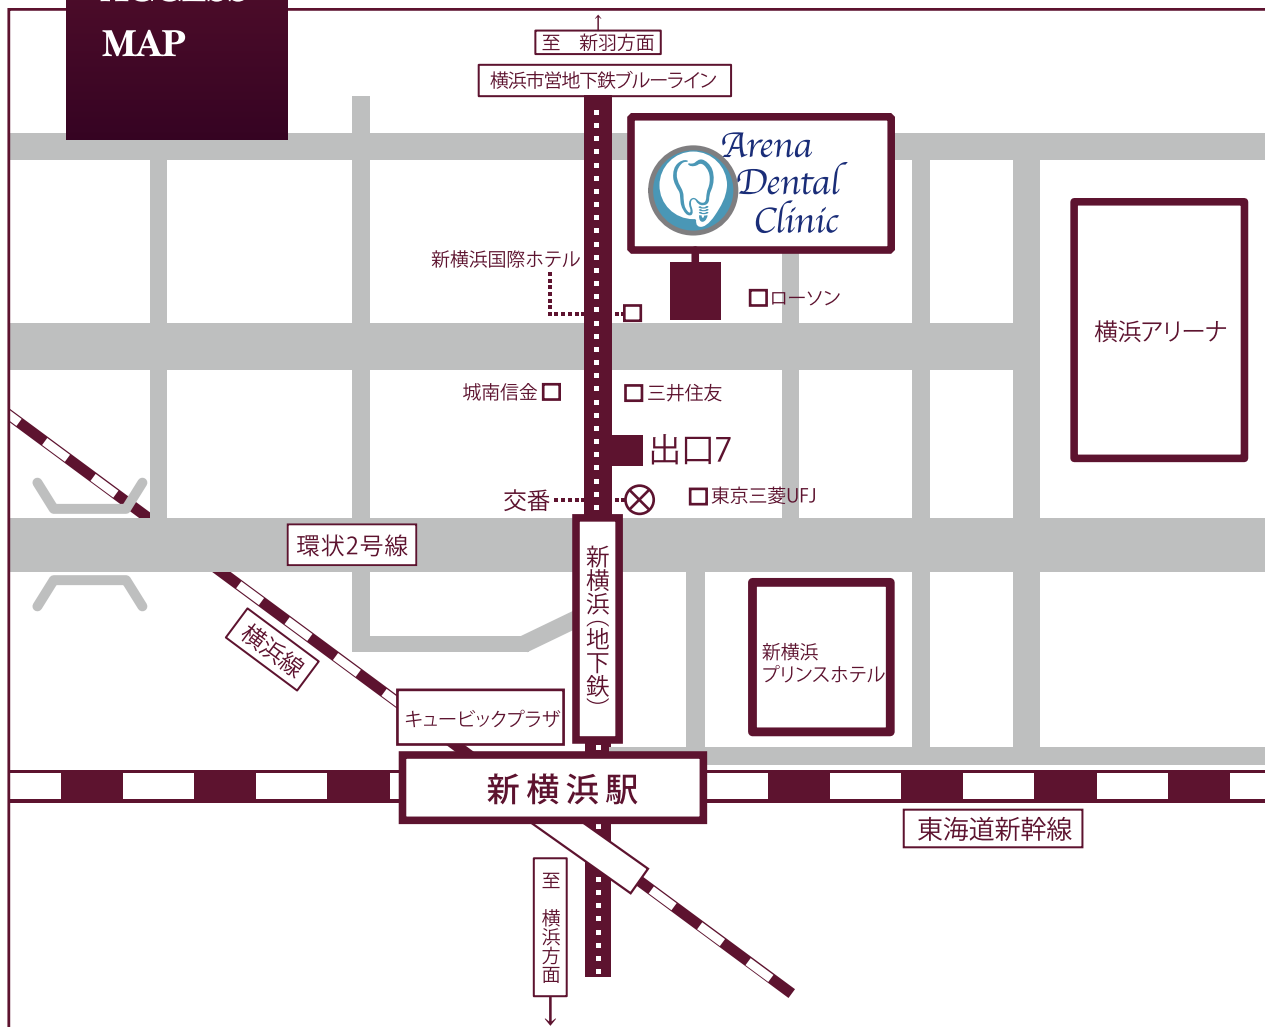 ACCESS
MAP
至　新羽方面
横浜市営地下鉄ブルーライン
Arena
Dental
Clinic
新横浜国際ホテル
ローソン
横浜アリーナ
城南信金
三井住友
出口7
交番
東京三菱UFJ
環状2号線
新横浜(地下鉄)
横浜線
新横浜
プリンスホテル
キュービックプラザ
新横浜駅
東海道新幹線
至　横浜方面